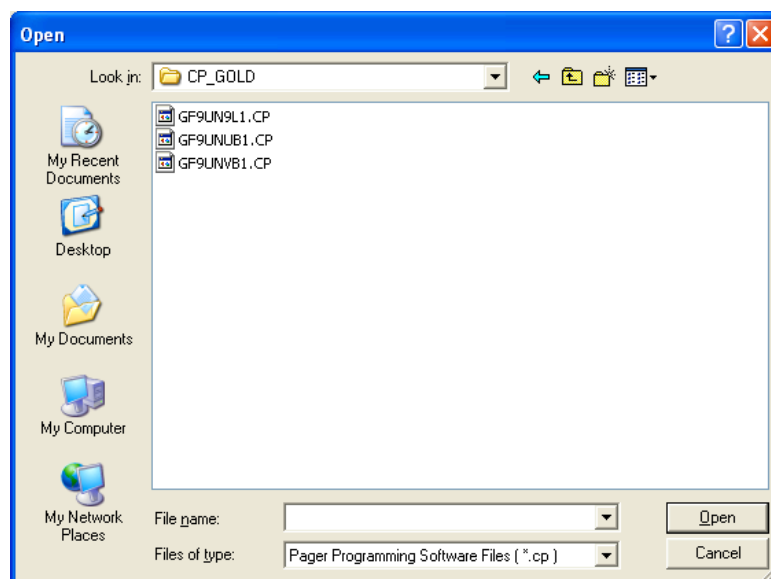 Open
Look in:
CP_GOLD
GF9UN9L1.CP
GF9UNUB1.CP
GF9UNVB1.CP
My Recent
Documents
Desktop
My Documents
My Computer
My Network
Places
File name:
Open
Files of type:
Pager Programming Software Files ( *.cp )
Cancel